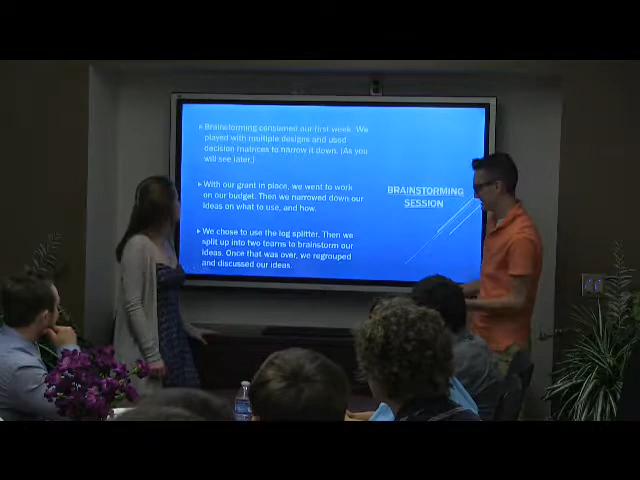 Brainstorming consumed our first week. We
played with multiple designs and used
decision matrices to narrow it down. (As you
will see later.)
With our grant in place, we went to work
on our budget. Then we narrowed down our
ideas on what to use, and how.
We chose to use the log splitter. Then we
split up into two teams to brainstorm our
ideas. Once that was over, we regrouped
and discussed our ideas.
BRAINSTORMING
SESSION